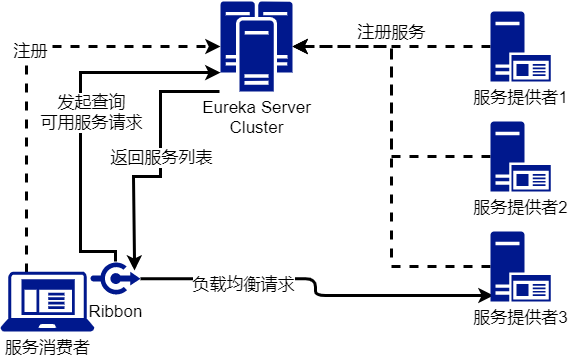 注册
注册服务
发起查询
可用服务请求
Eureka Server
Cluster
服务提供者1
返回服务列表
服务提供者2
负载均衡请求
Ribbon
服务提供者3
服务消费者